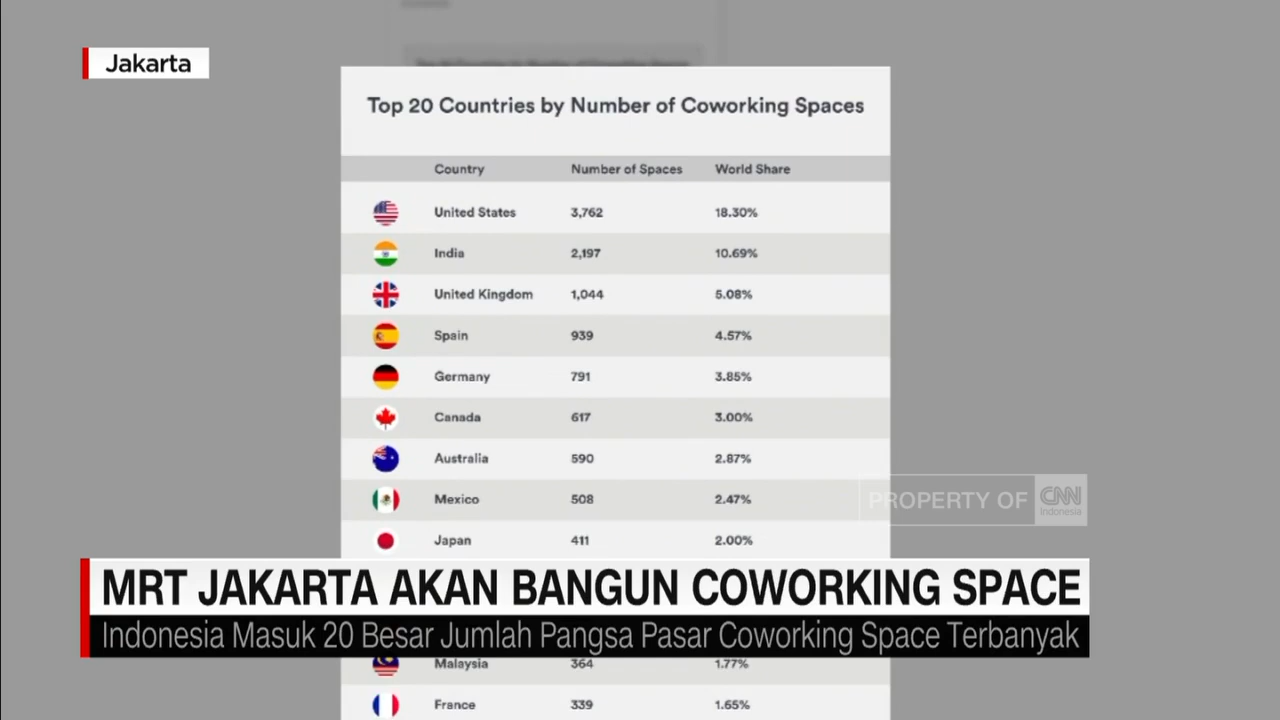 Jakarta
Top 20 Countries by Number of Coworking Spaces
Country Number of Spaces World Share
United States 3,762 18.30%
India 2,197 10.69%
United Kingdom 1,044 5.08%
Spain 939 4.57%
Germany 791 3.85%
Canada 617 3.00%
Australia 590 2.87%
Mexico 508 2.47%
PROPERTY OF CNN Indonesia
Japan 411 2.00%
MRT JAKARTA AKAN BANGUN COWORKING SPACE
Indonesia Masuk 20 Besar Jumlah Pangsa Pasar Coworking Space Terbanyak
Malaysia 364 1.77%
France 339 1.65%